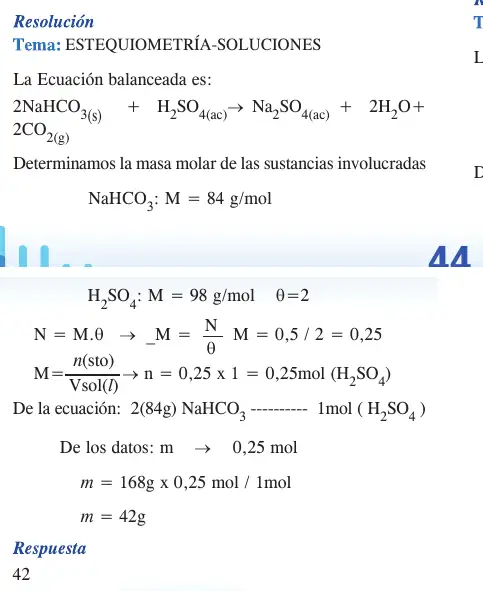 R
Resolución
T
Tema: ESTEQUIOMETRÍA-SOLUCIONES
L
La Ecuación balanceada es:
2NaHCO3(s) + H2SO4(ac)→ Na2SO4(ac) + 2H2O+
2CO2(g)
Determinamos la masa molar de las sustancias involucradas
D
NaHCO3: M = 84 g/mol
44
H2SO4: M = 98 g/mol θ=2
N = M.θ → _M = N/θ M = 0,5 / 2 = 0,25
M = n(sto)/Vsol(l) → n = 0,25 x 1 = 0,25mol (H2SO4)
De la ecuación: 2(84g) NaHCO3 ---------- 1mol ( H2SO4 )
De los datos: m → 0,25 mol
m = 168g x 0,25 mol / 1mol
m = 42g
Respuesta
42